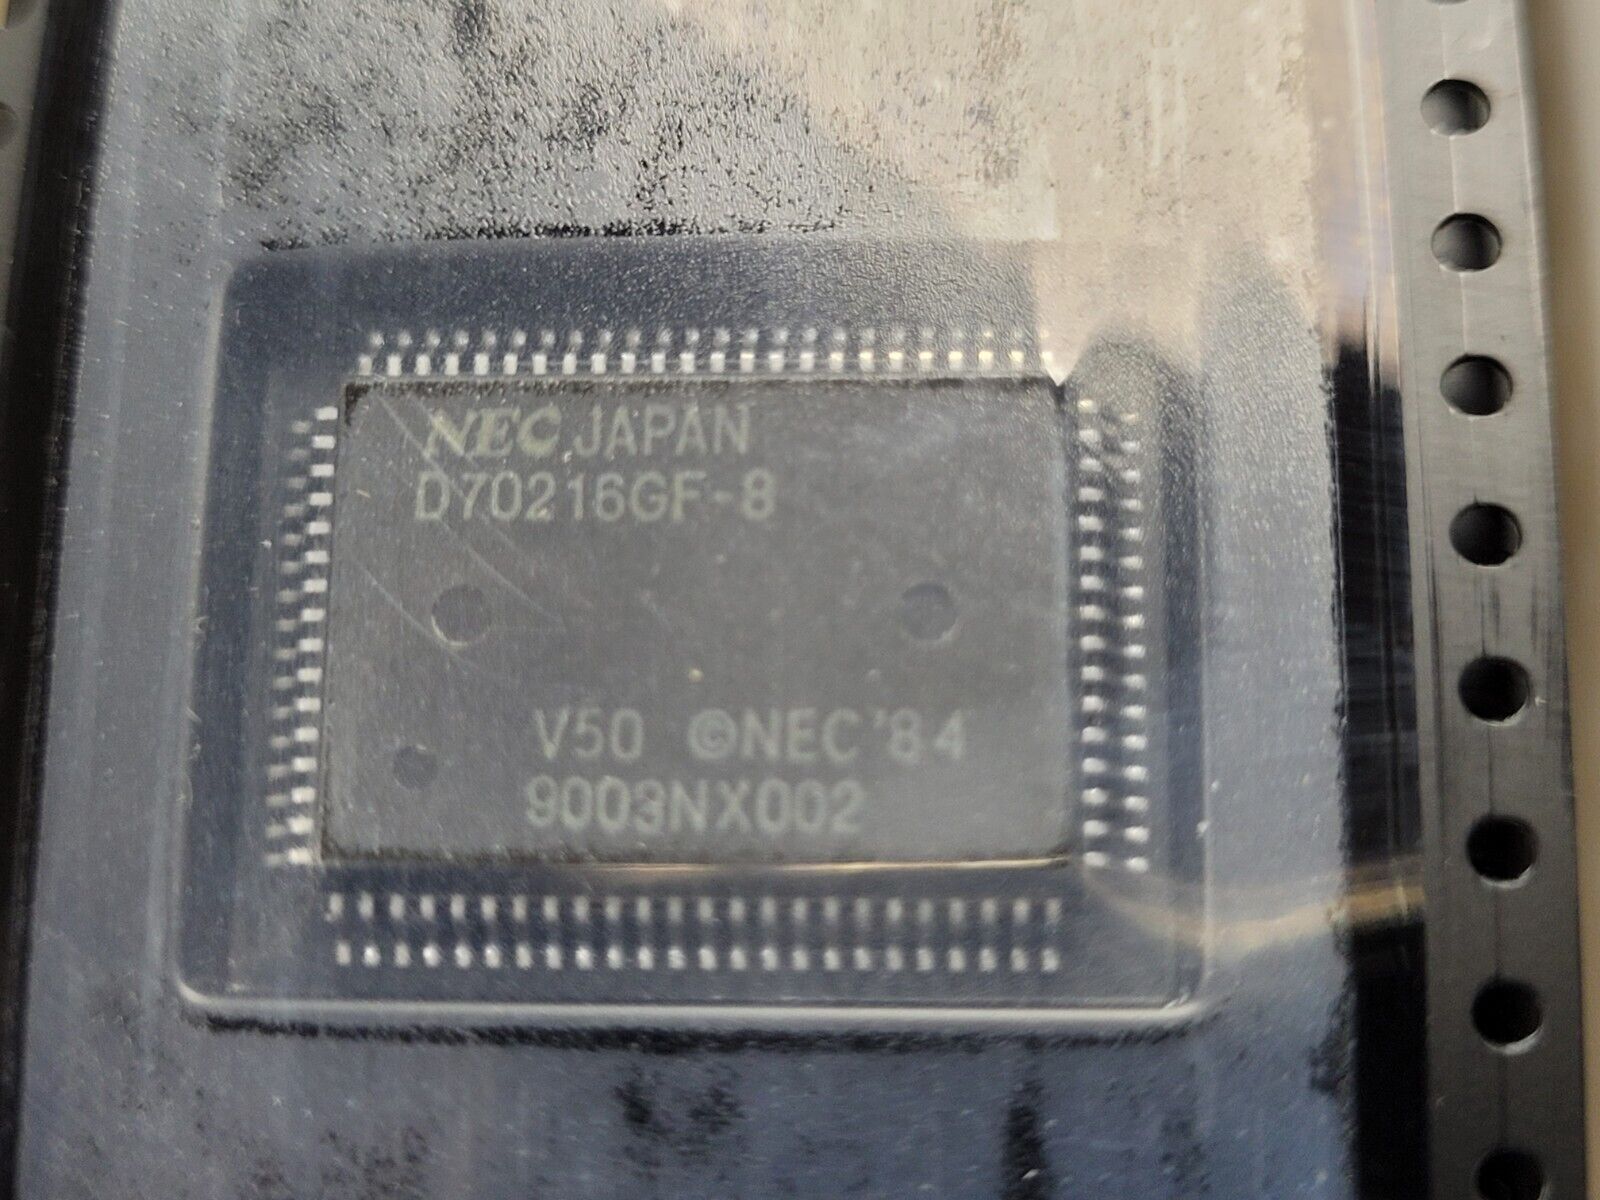 NEC JAPAN
D70216GF-8
V50 ©NEC '84
9003NX002